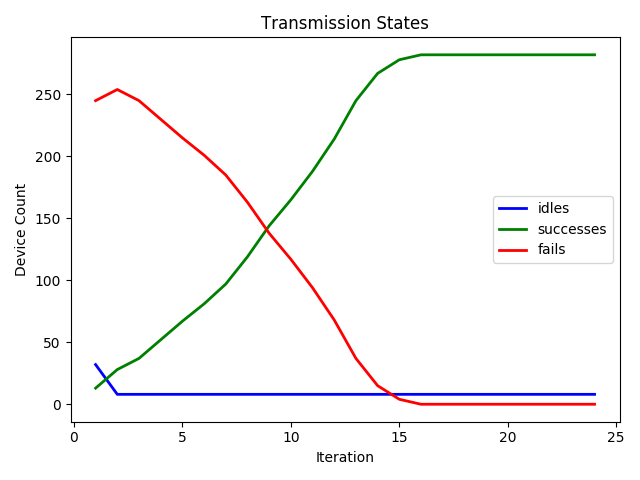 Transmission States
Device Count
250
200
150
100
50
0
idles
successes
fails
0 5 10 15 20 25
Iteration